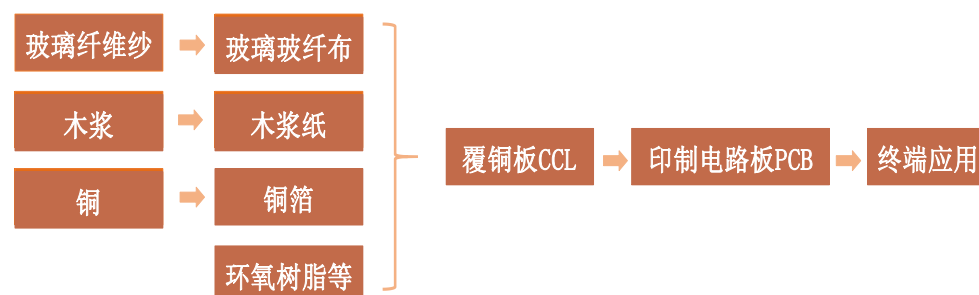 玻璃纤维纱
玻璃玻纤布
木浆
木浆纸
铜
铜箔
环氧树脂等
覆铜板CCL
印制电路板PCB
终端应用